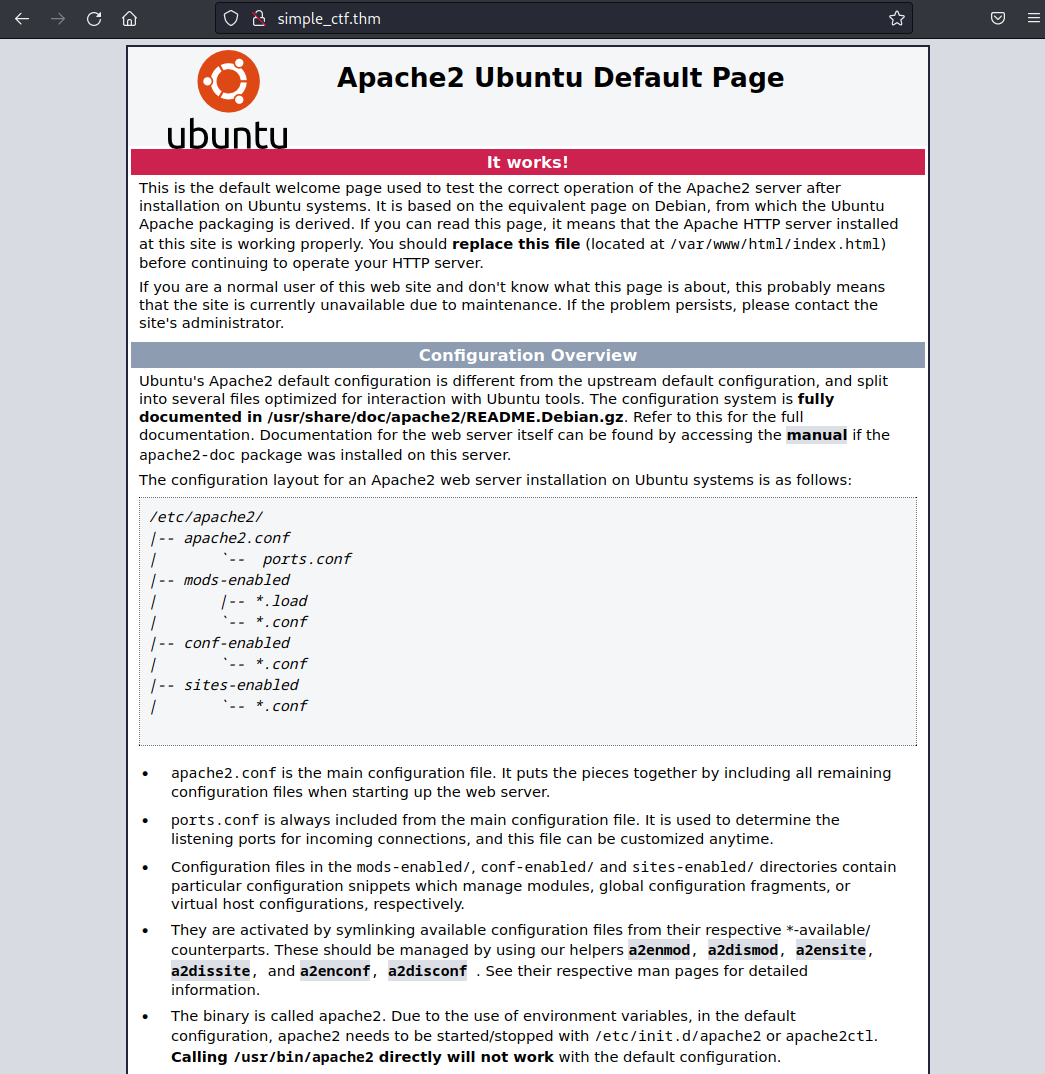 simple_ctf.thm
ubuntu
Apache2 Ubuntu Default Page
It works!
This is the default welcome page used to test the correct operation of the Apache2 server after
installation on Ubuntu systems. It is based on the equivalent page on Debian, from which the Ubuntu
Apache packaging is derived. If you can read this page, it means that the Apache HTTP server installed
at this site is working properly. You should replace this file (located at /var/www/html/index.html)
before continuing to operate your HTTP server.
If you are a normal user of this web site and don't know what this page is about, this probably means
that the site is currently unavailable due to maintenance. If the problem persists, please contact the
site's administrator.
Configuration Overview
Ubuntu's Apache2 default configuration is different from the upstream default configuration, and split
into several files optimized for interaction with Ubuntu tools. The configuration system is fully
documented in /usr/share/doc/apache2/README.Debian.gz. Refer to this for the full
documentation. Documentation for the web server itself can be found by accessing the manual if the
apache2-doc package was installed on this server.
The configuration layout for an Apache2 web server installation on Ubuntu systems is as follows:
/etc/apache2/
|-- apache2.conf
|       `--  ports.conf
|-- mods-enabled
|       |-- *.load
|       `-- *.conf
|-- conf-enabled
|       `-- *.conf
|-- sites-enabled
|       `-- *.conf
• apache2.conf is the main configuration file. It puts the pieces together by including all remaining
configuration files when starting up the web server.
• ports.conf is always included from the main configuration file. It is used to determine the
listening ports for incoming connections, and this file can be customized anytime.
• Configuration files in the mods-enabled/, conf-enabled/ and sites-enabled/ directories contain
particular configuration snippets which manage modules, global configuration fragments, or
virtual host configurations, respectively.
• They are activated by symlinking available configuration files from their respective *-available/
counterparts. These should be managed by using our helpers a2enmod, a2dismod, a2ensite,
a2dissite, and a2enconf, a2disconf . See their respective man pages for detailed
information.
• The binary is called apache2. Due to the use of environment variables, in the default
configuration, apache2 needs to be started/stopped with /etc/init.d/apache2 or apache2ctl.
Calling /usr/bin/apache2 directly will not work with the default configuration.